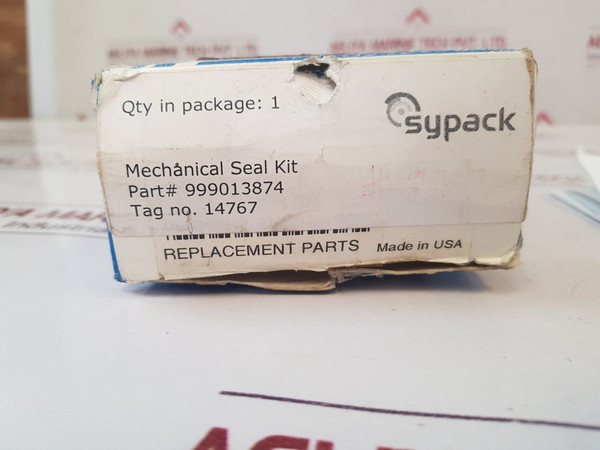 Qty in package: 1
sypack
Mechanical Seal Kit
Part# 999013874
Tag no. 14767
REPLACEMENT PARTS Made in USA